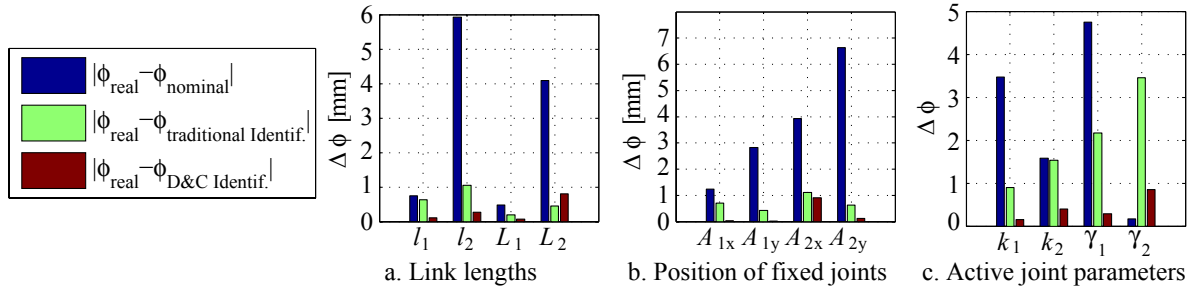 |ϕreal−ϕnominal|
|ϕreal−ϕtraditional Identif.|
|ϕreal−ϕD&C Identif.|
Δ ϕ [mm]
6
5
4
3
2
1
0
l1 l2 L1 L2
a. Link lengths
Δ ϕ [mm]
7
6
5
4
3
2
1
0
A1x A1y A2x A2y
b. Position of fixed joints
Δ ϕ
5
4
3
2
1
0
k1 k2 γ1 γ2
c. Active joint parameters